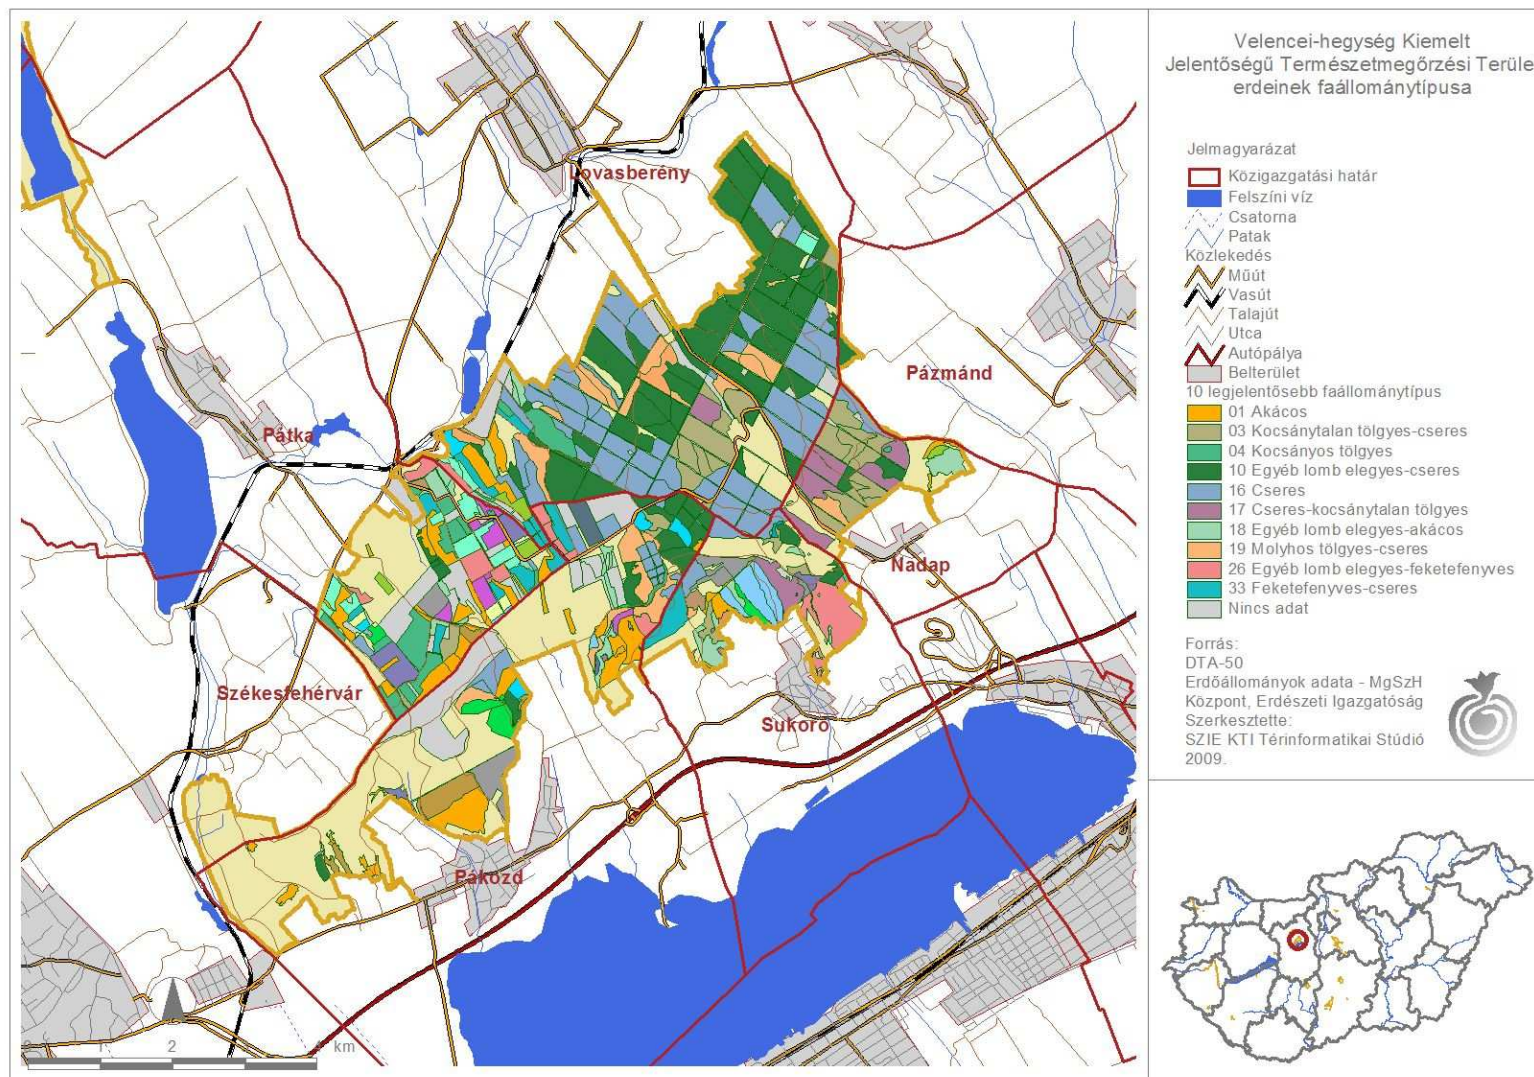 Velencei-hegység Kiemelt
Jelentőségű Természetmegőrzési Terüle
erdeinek faállománytípusa
Jelmagyarázat
Közigazgatási határ
Felszíni víz
Csatorna
Patak
Közlekedés
Műút
Vasút
Talajút
Utca
Autópálya
Belterület
10 legjelentősebb faállománytípus
01 Akácos
03 Kocsánytalan tölgyes-cseres
04 Kocsányos tölgyes
10 Egyéb lomb elegyes-cseres
16 Cseres
17 Cseres-kocsánytalan tölgyes
18 Egyéb lomb elegyes-akácos
19 Molyhos tölgyes-cseres
26 Egyéb lomb elegyes-feketefenyves
33 Feketefenyves-cseres
Nincs adat
Forrás:
DTA-50
Erdőállományok adata - MgSzH
Központ, Erdészeti Igazgatóság
Szerkesztette:
SZIE KTI Térinformatikai Stúdió
2009.
Lovasberény
Pázmánd
Pátka
Nadap
Székesfehérvár
Sukoró
Pákozd
0 1 2 4 km